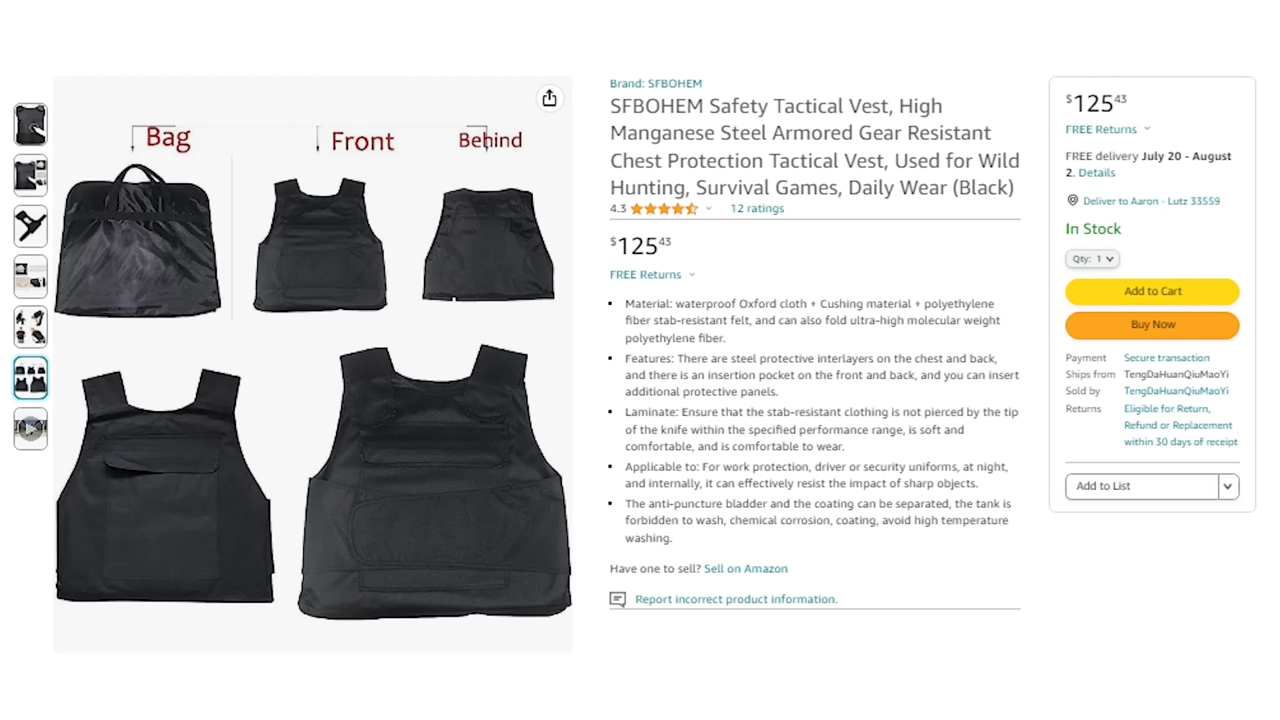 Bag
Front
Behind
Brand: SFBOHEM
SFBOHEM Safety Tactical Vest, High
Manganese Steel Armored Gear Resistant
Chest Protection Tactical Vest, Used for Wild
Hunting, Survival Games, Daily Wear (Black)
4.3 12 ratings
$125 43
FREE Returns
Material: waterproof Oxford cloth + Cushing material + polyethylene
fiber stab-resistant felt, and can also fold ultra-high molecular weight
polyethylene fiber.
Features: There are steel protective interlayers on the chest and back,
and there is an insertion pocket on the front and back, and you can insert
additional protective panels.
Laminate: Ensure that the stab-resistant clothing is not pierced by the tip
of the knife within the specified performance range, is soft and
comfortable, and is comfortable to wear.
Applicable to: For work protection, driver or security uniforms, at night,
and internally, it can effectively resist the impact of sharp objects.
The anti-puncture bladder and the coating can be separated, the tank is
forbidden to wash, chemical corrosion, coating, avoid high temperature
washing.
Have one to sell? Sell on Amazon
Report incorrect product information.
$125 43
FREE Returns
FREE delivery July 20 - August
2. Details
Deliver to Aaron - Lutz 33559
In Stock
Qty: 1
Add to Cart
Buy Now
Payment Secure transaction
Ships from TengDaHuanQiuMaoYi
Sold by TengDaHuanQiuMaoYi
Returns Eligible for Return,
Refund or Replacement
within 30 days of receipt
Add to List